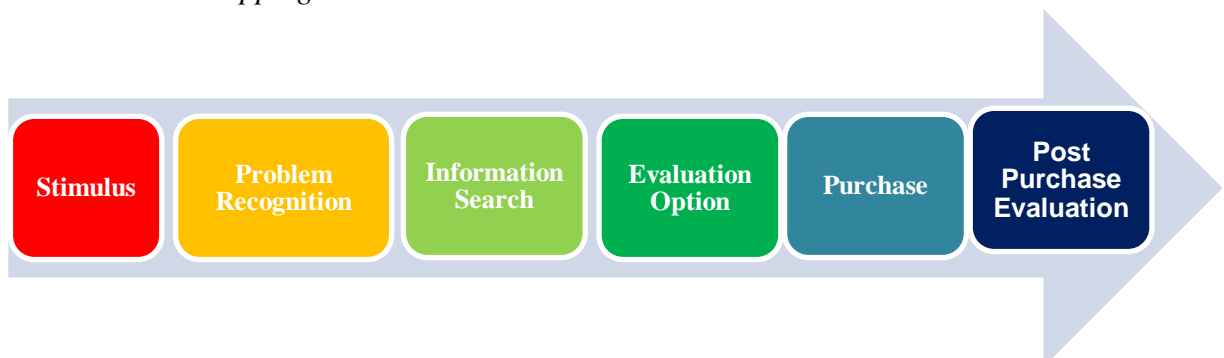 Stimulus
Problem
Recognition
Information
Search
Evaluation
Option
Purchase
Post
Purchase
Evaluation